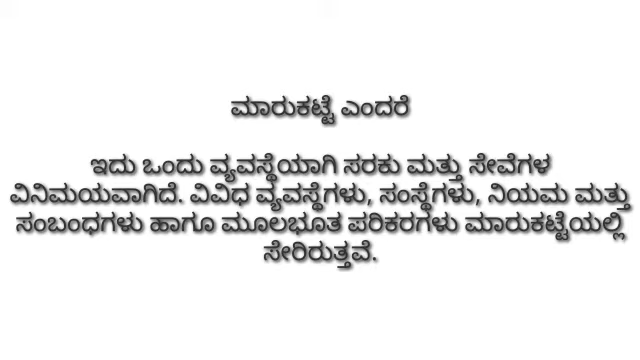 ಮಾರುಕಟ್ಟೆ ಎಂದರೆ
ಇದು ಒಂದು ವ್ಯವಸ್ಥೆಯಾಗಿ ಸರಕು ಮತ್ತು ಸೇವೆಗಳ
ವಿನಿಮಯವಾಗಿದೆ. ವಿವಿಧ ವ್ಯವಸ್ಥೆಗಳು, ಸಂಸ್ಥೆಗಳು, ನಿಯಮ ಮತ್ತು
ಸಂಬಂಧಗಳು ಹಾಗೂ ಮೂಲಭೂತ ಪರಿಕರಗಳು ಮಾರುಕಟ್ಟೆಯಲ್ಲಿ
ಸೇರಿರುತ್ತವೆ.